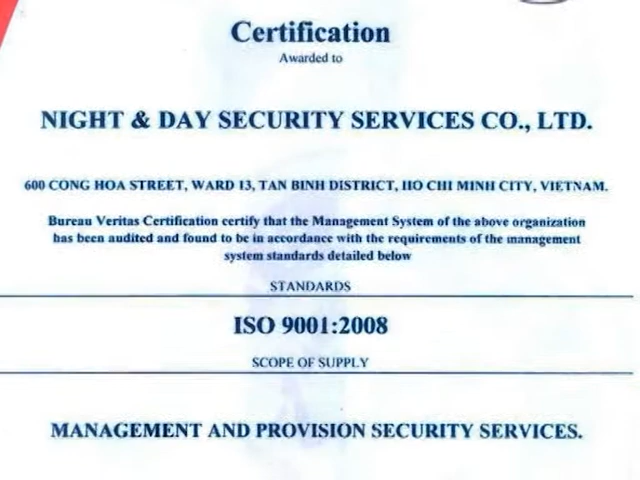 Certification
Awarded to
NIGHT & DAY SECURITY SERVICES CO., LTD.
600 CONG HOA STREET, WARD 13, TAN BINH DISTRICT, HO CHI MINH CITY, VIETNAM.
Bureau Veritas Certification certify that the Management System of the above organization
has been audited and found to be in accordance with the requirements of the management
system standards detailed below
STANDARDS
ISO 9001:2008
SCOPE OF SUPPLY
MANAGEMENT AND PROVISION SECURITY SERVICES.